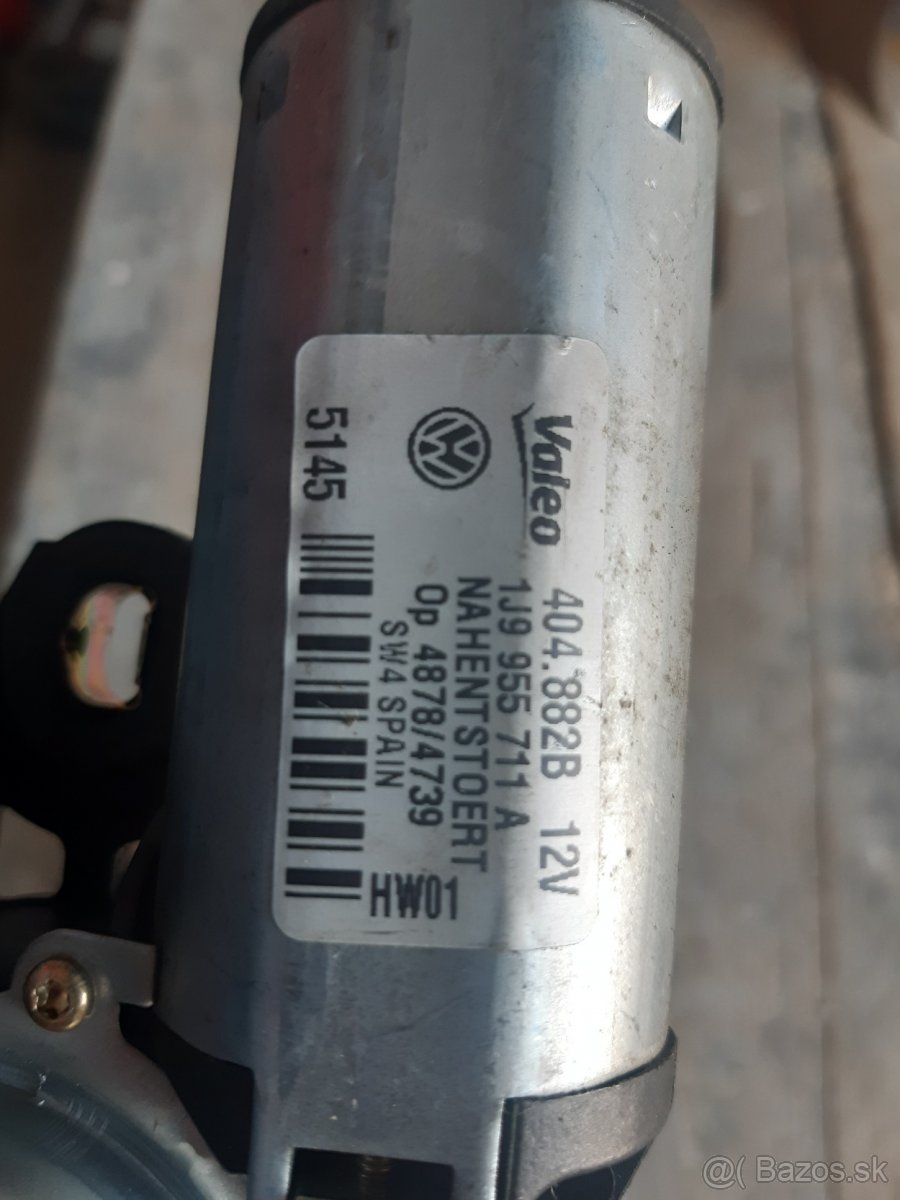 Valeo 404.882B 12V
1J9 955 711 A
NAHENTSTOERT
Op 4878/4739
SW4 SPAIN
HW01
5145
@( Bazos.sk